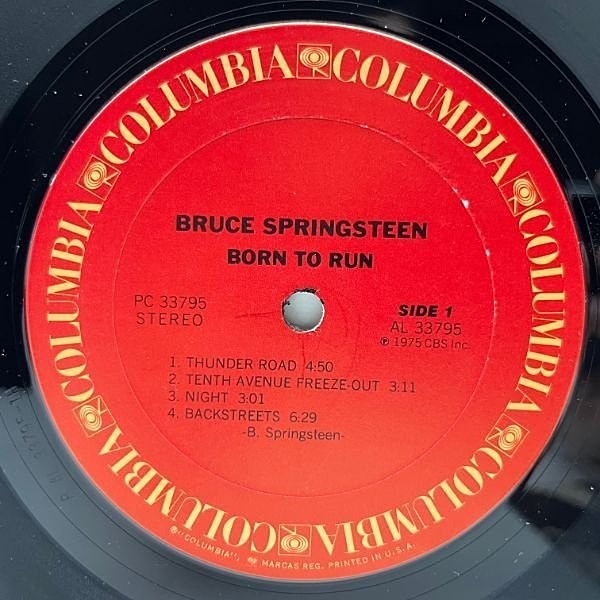 COLUMBIA COLUMBIA COLUMBIA COLUMBIA COLUMBIA COLUMBIA
BRUCE SPRINGSTEEN
BORN TO RUN
PC 33795
STEREO
SIDE 1
AL 33795
℗ 1975 CBS Inc.
1. THUNDER ROAD 4:50
2. TENTH AVENUE FREEZE-OUT 3:11
3. NIGHT 3:01
4. BACKSTREETS 6:29
-B. Springsteen-
"COLUMBIA", MARCAS REG. PRINTED IN U.S.A.